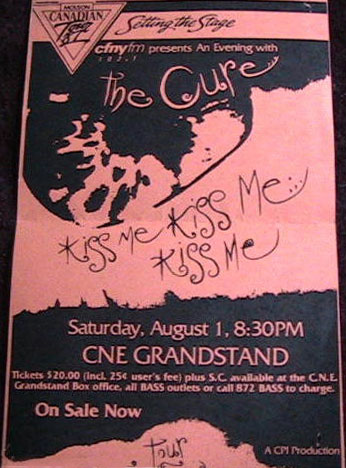 MOLSON
CANADIAN
Setting the Stage
cfny fm presents An Evening with
102.1
the Cure
Kiss Me Kiss Me...
Kiss Me
Saturday, August 1, 8:30PM
CNE GRANDSTAND
Tickets $20.00 (incl. 25¢ user's fee) plus S.C. available at the C.N.E.
Grandstand Box office, all BASS outlets or call 872 BASS to charge.
On Sale Now
Tour
A CPI Production